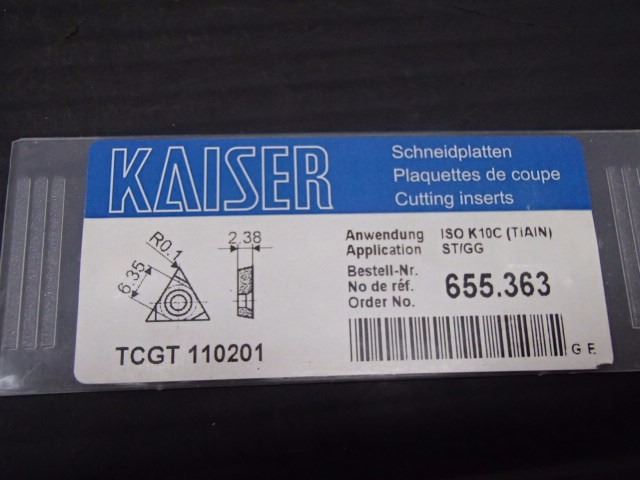 KAISER
Schneidplatten
Plaquettes de coupe
Cutting inserts
R0.1
6.35
2.38
TCGT 110201
Anwendung ISO K10C (TiAlN)
Application ST/GG
Bestell-Nr.
No de réf.
Order No.
655.363
G E